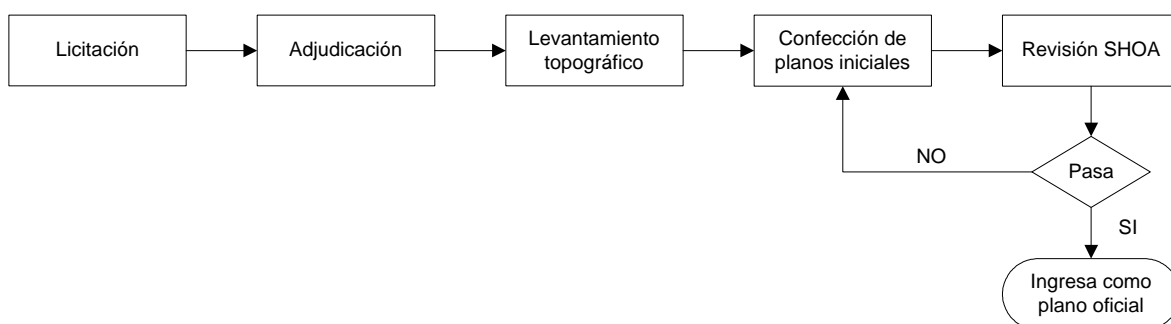 Licitación
Adjudicación
Levantamiento
topográfico
Confección de
planos iniciales
Revisión SHOA
NO
Pasa
SI
Ingresa como
plano oficial